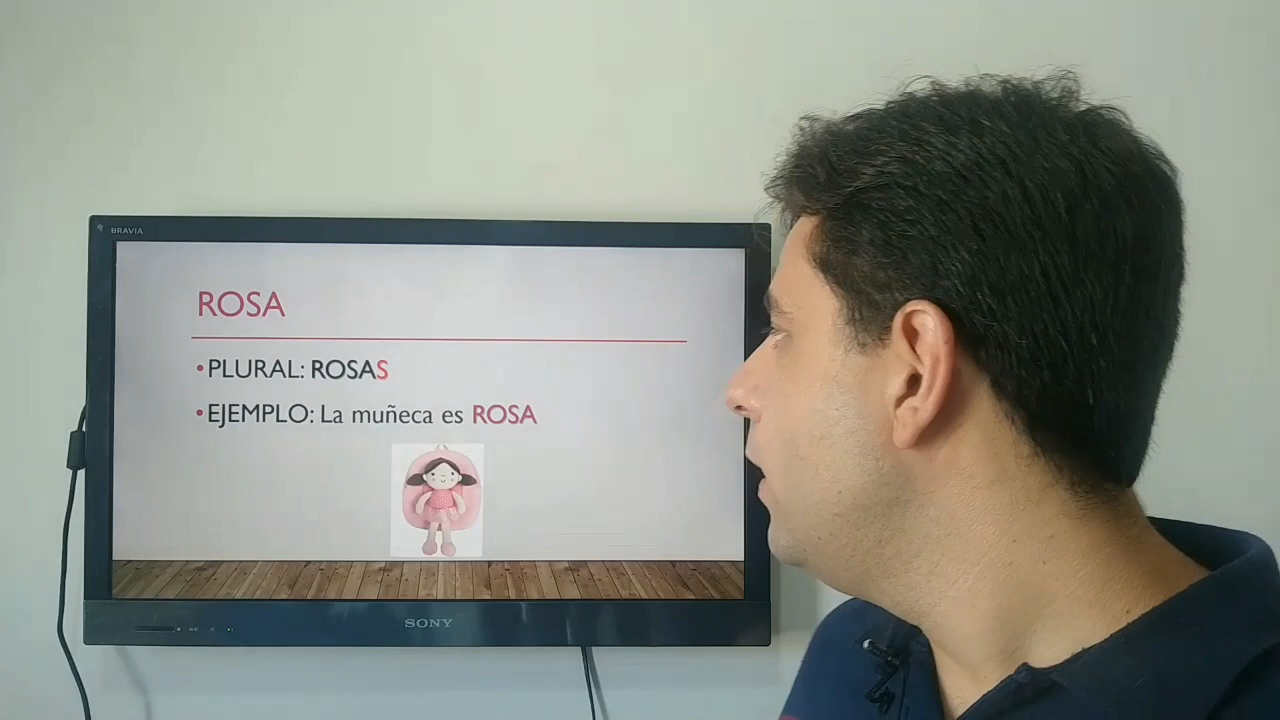 BRAVIA
ROSA
•PLURAL: ROSAS
•EJEMPLO: La muñeca es ROSA
SONY